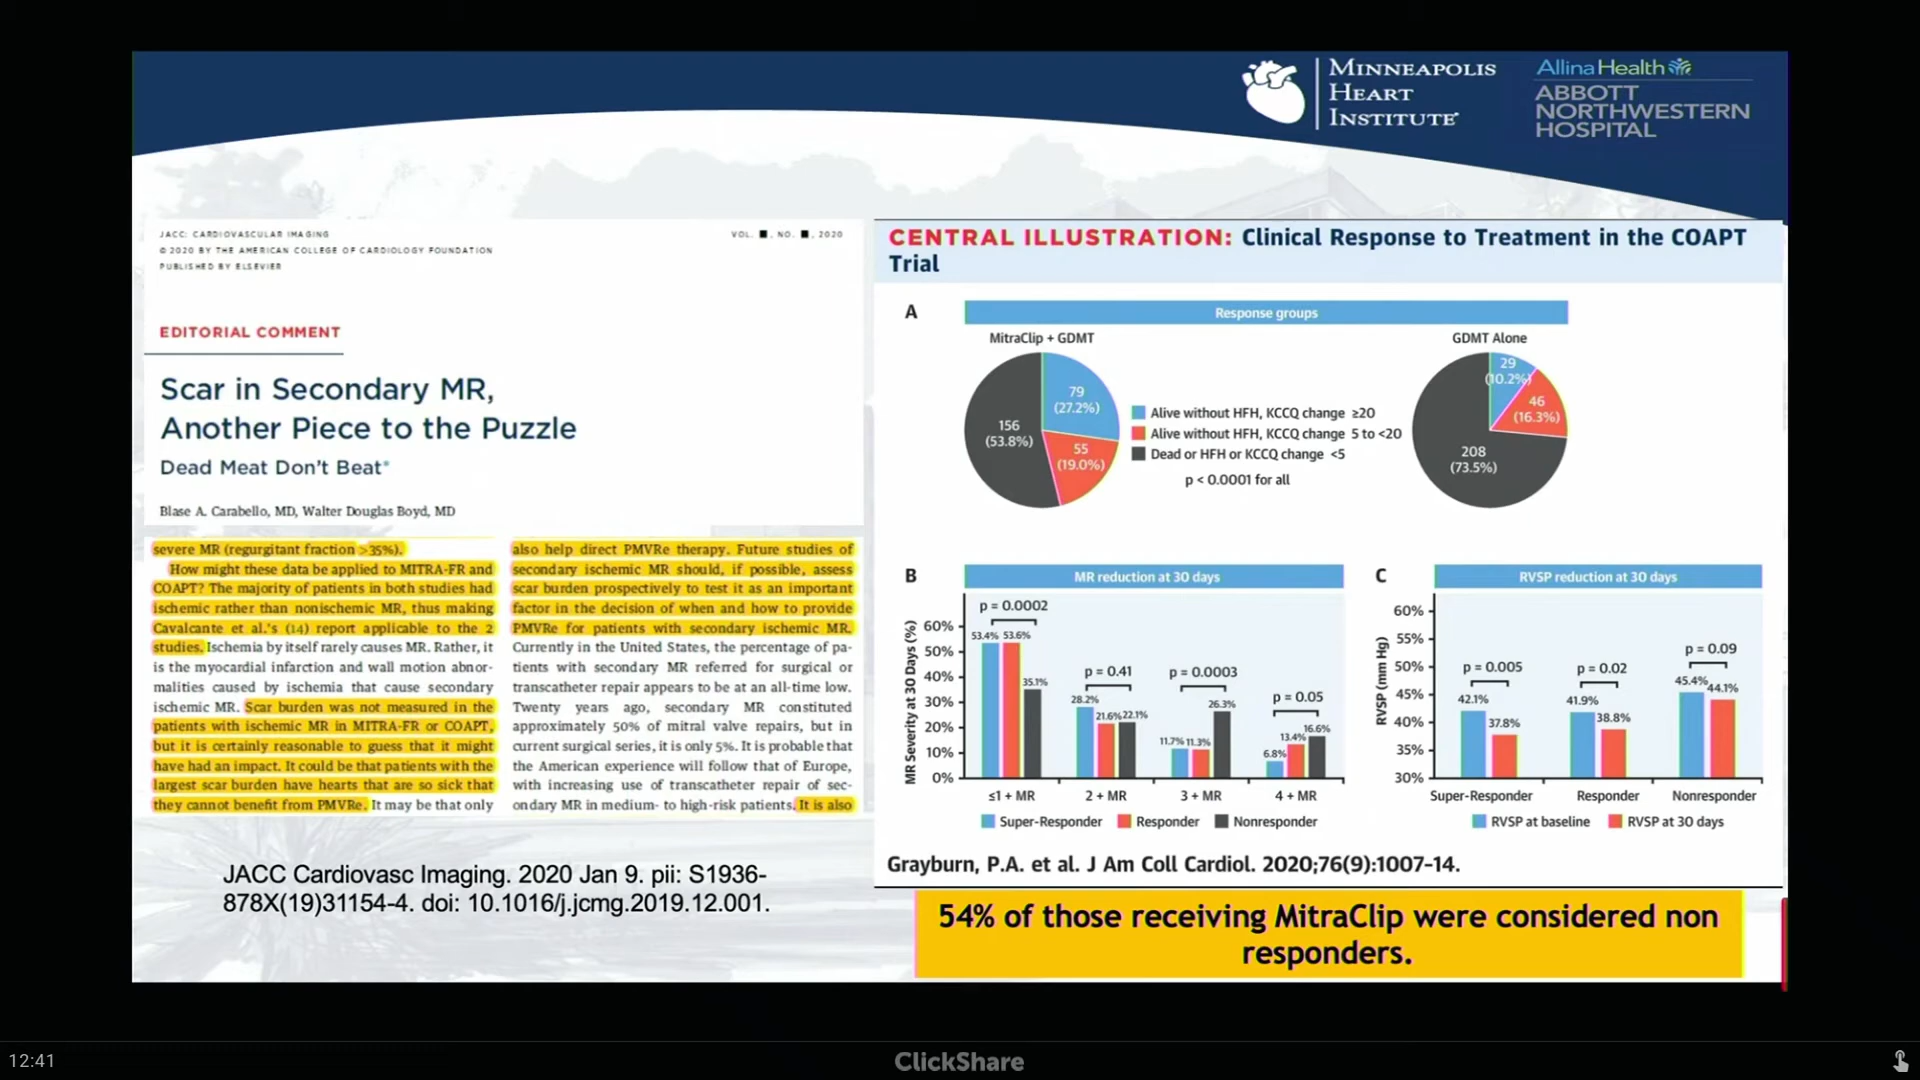 MINNEAPOLIS
HEART
INSTITUTE
Allina Health
ABBOTT
NORTHWESTERN
HOSPITAL
JACC: CARDIOVASCULAR IMAGING
VOL. ■, NO. ■, 2020
© 2020 BY THE AMERICAN COLLEGE OF CARDIOLOGY FOUNDATION
PUBLISHED BY ELSEVIER
EDITORIAL COMMENT
Scar in Secondary MR,
Another Piece to the Puzzle
Dead Meat Don't Beat*
Blase A. Carabello, MD, Walter Douglas Boyd, MD
severe MR (regurgitant fraction >35%).
How might these data be applied to MITRA-FR and
COAPT? The majority of patients in both studies had
ischemic rather than nonischemic MR, thus making
Cavalcante et al.'s (14) report applicable to the 2
studies. Ischemia by itself rarely causes MR. Rather, it
is the myocardial infarction and wall motion abnor-
malities caused by ischemia that cause secondary
ischemic MR. Scar burden was not measured in the
patients with ischemic MR in MITRA-FR or COAPT,
but it is certainly reasonable to guess that it might
have had an impact. It could be that patients with the
largest scar burden have hearts that are so sick that
they cannot benefit from PMVRe. It may be that only
also help direct PMVRe therapy. Future studies of
secondary ischemic MR should, if possible, assess
scar burden prospectively to test it as an important
factor in the decision of when and how to provide
PMVRe for patients with secondary ischemic MR.
Currently in the United States, the percentage of pa-
tients with secondary MR referred for surgical or
transcatheter repair appears to be at an all-time low.
Twenty years ago, secondary MR constituted
approximately 50% of mitral valve repairs, but in
current surgical series, it is only 5%. It is probable that
the American experience will follow that of Europe,
with increasing use of transcatheter repair of sec-
ondary MR in medium- to high-risk patients. It is also
JACC Cardiovasc Imaging. 2020 Jan 9. pii: S1936-
878X(19)31154-4. doi: 10.1016/j.jcmg.2019.12.001.
CENTRAL ILLUSTRATION: Clinical Response to Treatment in the COAPT
Trial
A
Response groups
MitraClip + GDMT
GDMT Alone
79
(27.2%)
156
(53.8%)
55
(19.0%)
Alive without HFH, KCCQ change ≥20
Alive without HFH, KCCQ change 5 to <20
Dead or HFH or KCCQ change <5
p < 0.0001 for all
29
(10.2%)
46
(16.3%)
208
(73.5%)
B
MR reduction at 30 days
MR Severity at 30 Days (%)
60%
50%
40%
30%
20%
10%
0%
p = 0.0002
53.4% 53.6%
35.1%
p = 0.41
28.2%
21.6% 22.1%
p = 0.0003
11.7% 11.3%
26.3%
p = 0.05
6.8%
13.4%
16.6%
≤1 + MR
2 + MR
3 + MR
4 + MR
Super-Responder
Responder
Nonresponder
C
RVSP reduction at 30 days
RVSP (mm Hg)
60%
55%
50%
45%
40%
35%
30%
p = 0.005
42.1%
37.8%
p = 0.02
41.9%
38.8%
p = 0.09
45.4%
44.1%
Super-Responder
Responder
Nonresponder
RVSP at baseline
RVSP at 30 days
Grayburn, P.A. et al. J Am Coll Cardiol. 2020;76(9):1007-14.
54% of those receiving MitraClip were considered non
responders.
12:41
ClickShare